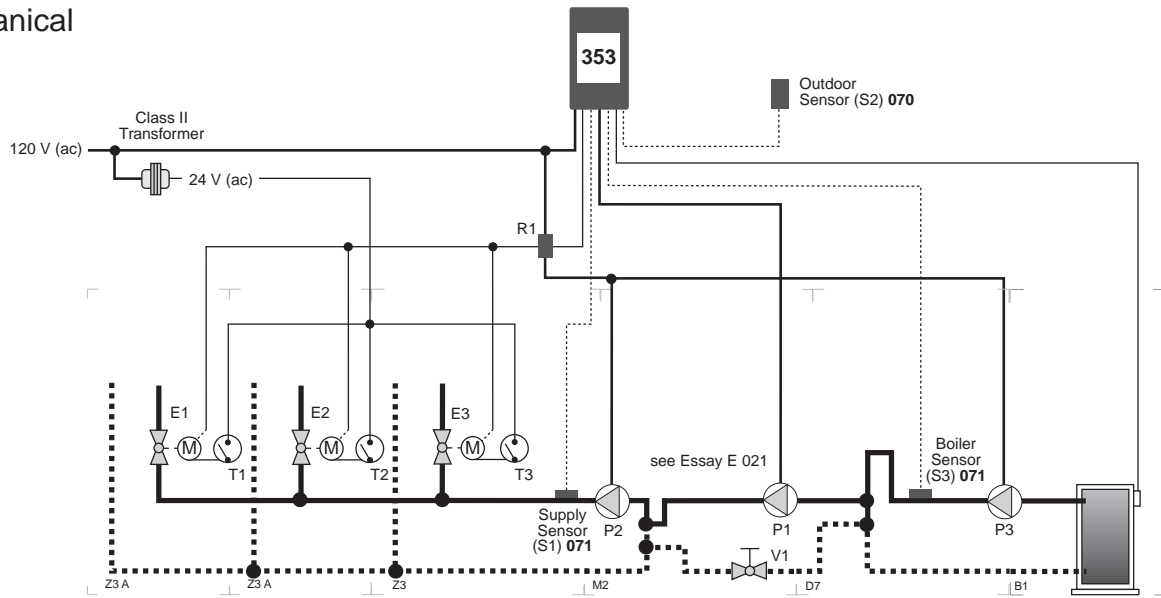 anical
353
Outdoor
Sensor (S2) 070
Class II
Transformer
120 V (ac)
24 V (ac)
R1
E1
E2
E3
M
M
M
T1
T2
T3
see Essay E 021
Boiler
Sensor
(S3) 071
Supply
Sensor
(S1) 071
P2
P1
P3
V1
Z3 A
Z3 A
Z3
M2
D7
B1